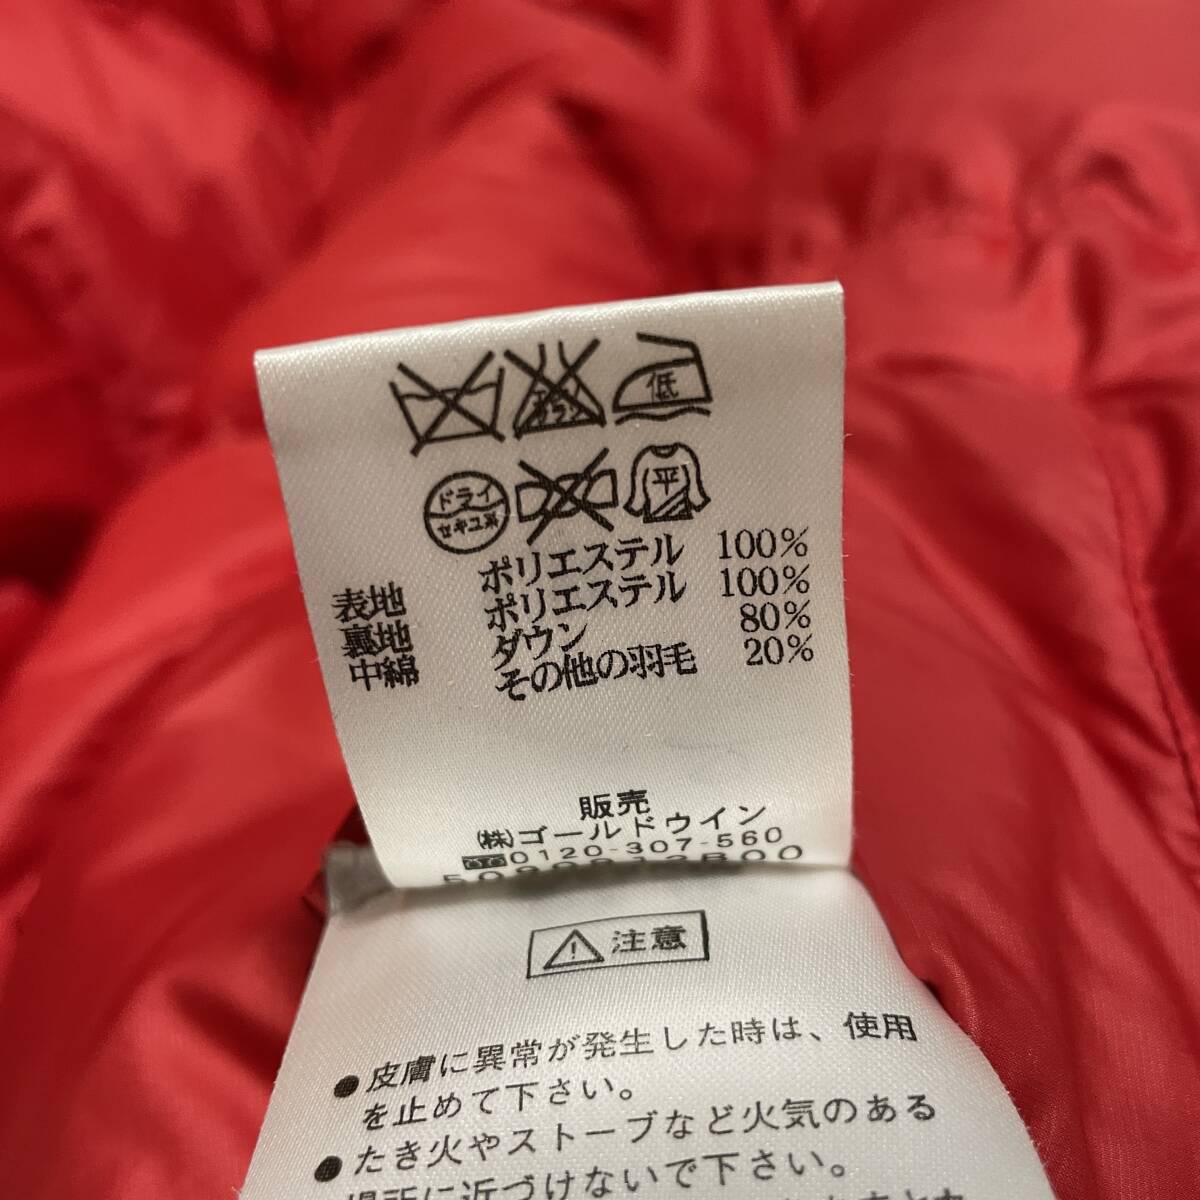 低
ドライ
セキユ系
平
表地 ポリエステル 100%
裏地 ポリエステル 100%
中綿 ダウン 80%
その他の羽毛 20%
販売
(株)ゴールドウイン
0120-307-560
注意
●皮膚に異常が発生した時は、使用
を止めて下さい。
●たき火やストーブなど火気のある
場所に近づけないで下さい。